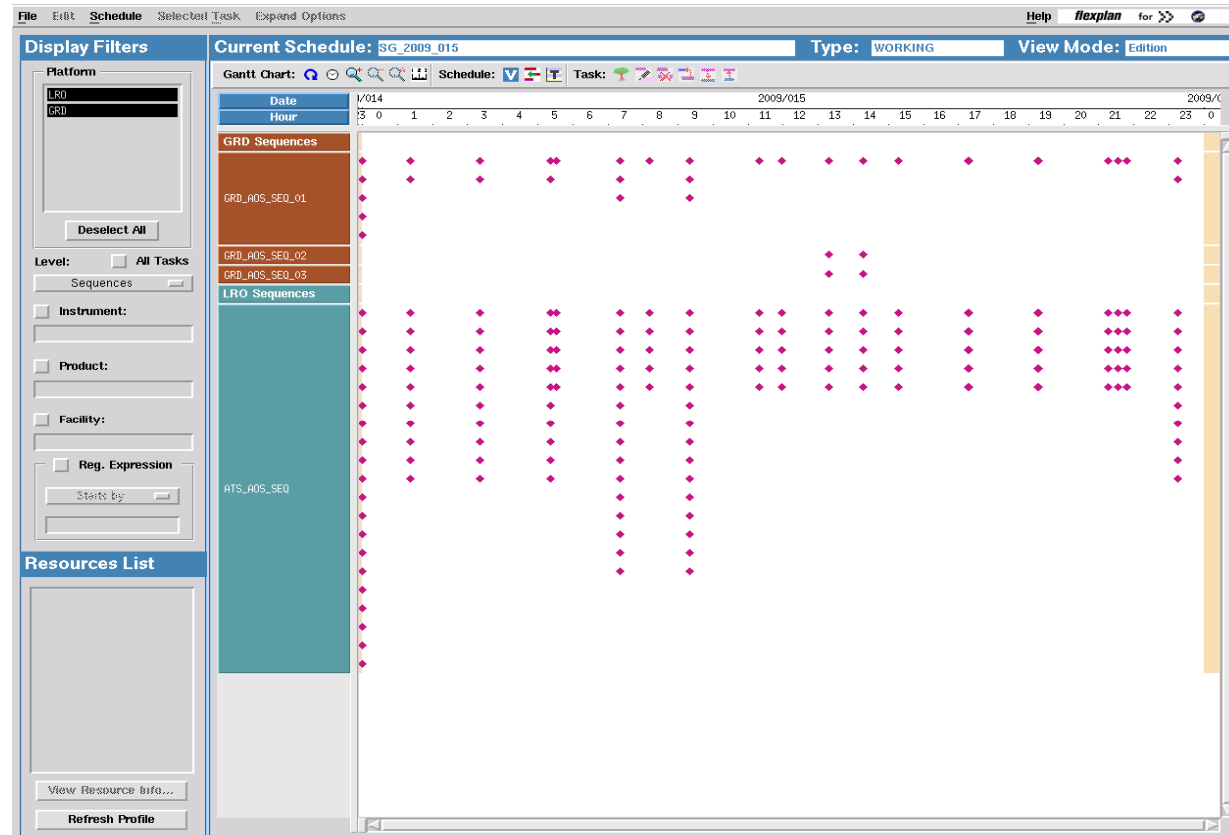 File Edit Schedule Selected Task Expand Options Help flexplan for >>
Display Filters
Current Schedule: SG_2009_015 Type: WORKING View Mode: Edition
Platform
LRO
GRD
Deselect All
Level: All Tasks
Sequences
Instrument:
Product:
Facility:
Reg. Expression
Starts by
Resources List
View Resource Info...
Refresh Profile
Gantt Chart: Schedule: V T Task:
Date /014 2009/015 2009/0
Hour 23 0 1 2 3 4 5 6 7 8 9 10 11 12 13 14 15 16 17 18 19 20 21 22 23 0
GRD Sequences
GRD_AOS_SEQ_01
GRD_AOS_SEQ_02
GRD_AOS_SEQ_03
LRO Sequences
ATS_AOS_SEQ